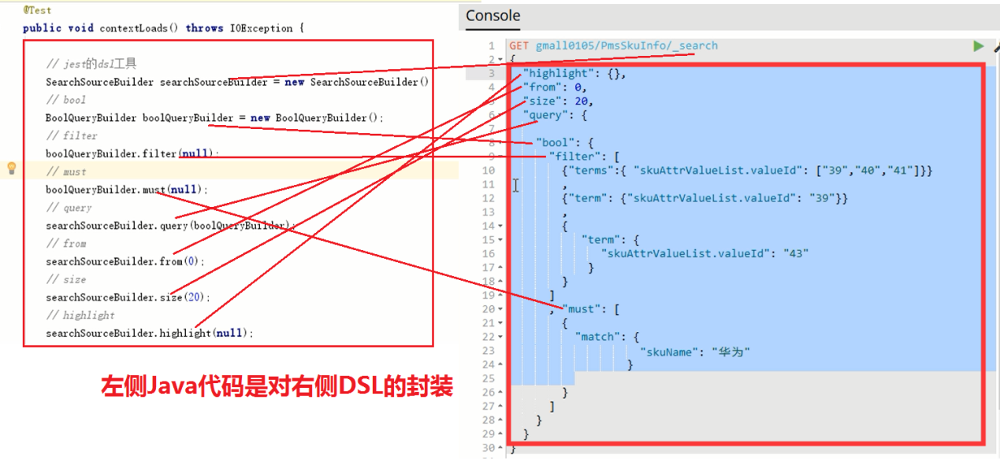 @Test
public void contextLoads() throws IOException {
// jest的dsl工具
SearchSourceBuilder searchSourceBuilder = new SearchSourceBuilder()
// bool
BoolQueryBuilder boolQueryBuilder = new BoolQueryBuilder();
// filter
boolQueryBuilder.filter(null);
// must
boolQueryBuilder.must(null);
// query
searchSourceBuilder.query(boolQueryBuilder);
// from
searchSourceBuilder.from(0);
// size
searchSourceBuilder.size(20);
// highlight
searchSourceBuilder.highlight(null);
左侧Java代码是对右侧DSL的封装
Console
1 GET gmall0105/PmsSkuInfo/_search
2 {
3 "highlight": {},
4 "from": 0,
5 "size": 20,
6 "query": {
7
8 "bool": {
9 "filter": [
10 {"terms":{ "skuAttrValueList.valueId": ["39","40","41"]}}
11 ,
12 {"term": {"skuAttrValueList.valueId": "39"}}
13 ,
14 {
15 "term": {
16 "skuAttrValueList.valueId": "43"
17 }
18 }
19 ]
20 , "must": [
21 {
22 "match": {
23 "skuName": "华为"
24 }
25
26 }
27 ]
28 }
29 }
30 }